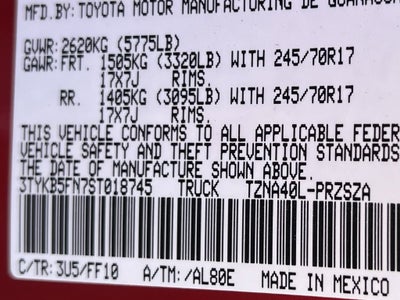 MFD.BY: TOYOTA MOTOR MANUFACTURING DE
GVWR: 2620KG (5775LB)
GAWR: FRT. 1505KG (3320LB) WITH 245/70R17
17X7J RIMS.
RR. 1405KG (3095LB) WITH 245/70R17
17X7J RIMS.
THIS VEHICLE CONFORMS TO ALL APPLICABLE FEDER
VEHICLE SAFETY AND THEFT PREVENTION STANDARDS
THE DATE OF MANUFACTURE SHOWN ABOVE.
3TYKB5FN7ST018745 TRUCK TZNA40L-PRZSZA
C/TR: 3U5/FF10 A/TM: /AL80E MADE IN MEXICO